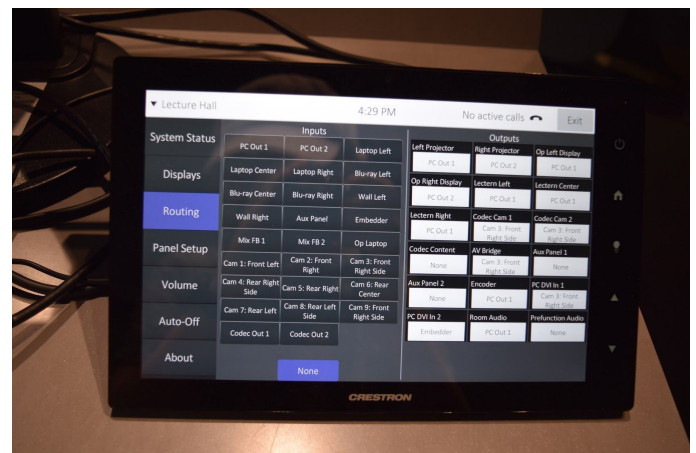 Lecture Hall
4:29 PM
No active calls
Exit
System Status
Displays
Routing
Panel Setup
Volume
Auto-Off
About
Inputs
PC Out 1
PC Out 2
Laptop Left
Laptop Center
Laptop Right
Blu-ray Left
Blu-ray Center
Blu-ray Right
Wall Left
Wall Right
Aux Panel
Embedder
Mix FB 1
Mix FB 2
Op Laptop
Cam 1: Front Left
Cam 2: Front
Right
Cam 3: Front
Right Side
Cam 4: Rear Right
Side
Cam 5: Rear Right
Cam 6: Rear
Center
Cam 7: Rear Left
Cam 8: Rear Left
Side
Cam 9: Front
Right Side
Codec Out 1
Codec Out 2
None
Outputs
Left Projector
PC Out 1
Right Projector
PC Out 2
Op Left Display
PC Out 1
Op Right Display
PC Out 2
Lectern Left
PC Out 1
Lectern Center
PC Out 1
Lectern Right
PC Out 1
Codec Cam 1
Cam 3: Front
Right Side
Codec Cam 2
Cam 3: Front
Right Side
Codec Content
None
AV Bridge
Cam 3: Front
Right Side
Aux Panel 1
None
Aux Panel 2
None
Encoder
PC Out 1
PC DVI In 1
Cam 3: Front
Right Side
PC DVI In 2
Embedder
Room Audio
PC Out 1
Prefunction Audio
None
CRESTRON